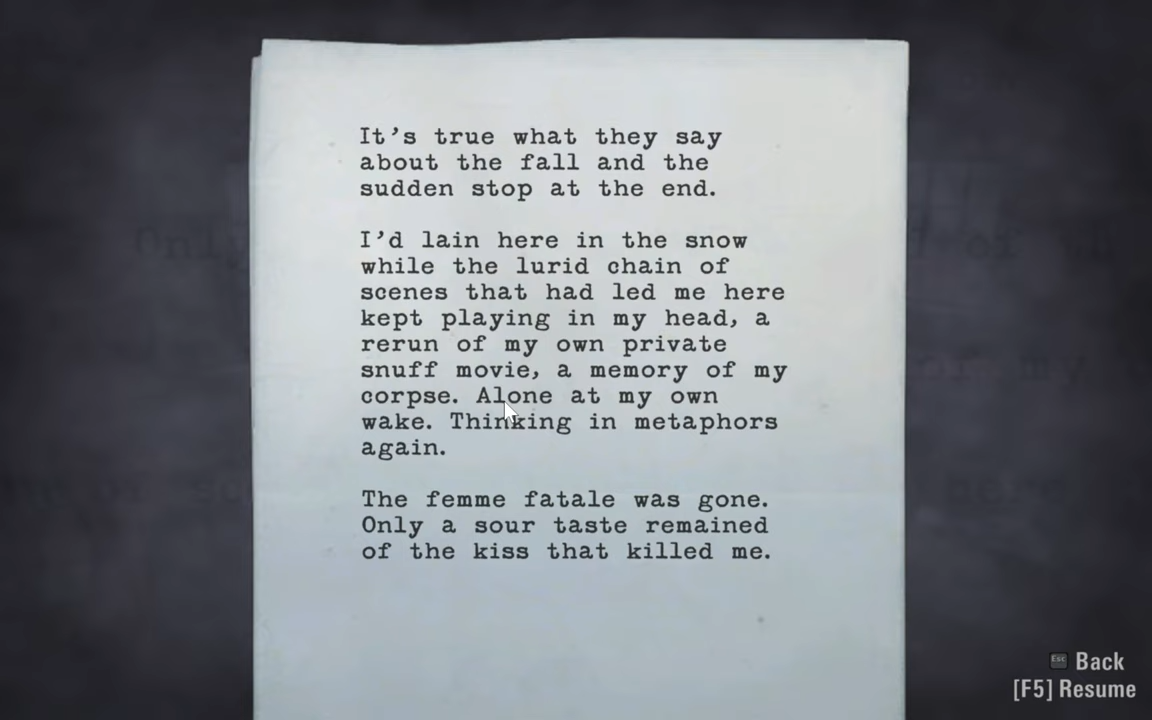 It's true what they say
about the fall and the
sudden stop at the end.
I'd lain here in the snow
while the lurid chain of
scenes that had led me here
kept playing in my head, a
rerun of my own private
snuff movie, a memory of my
corpse. Alone at my own
wake. Thinking in metaphors
again.
The femme fatale was gone.
Only a sour taste remained
of the kiss that killed me.
Esc Back
[F5] Resume